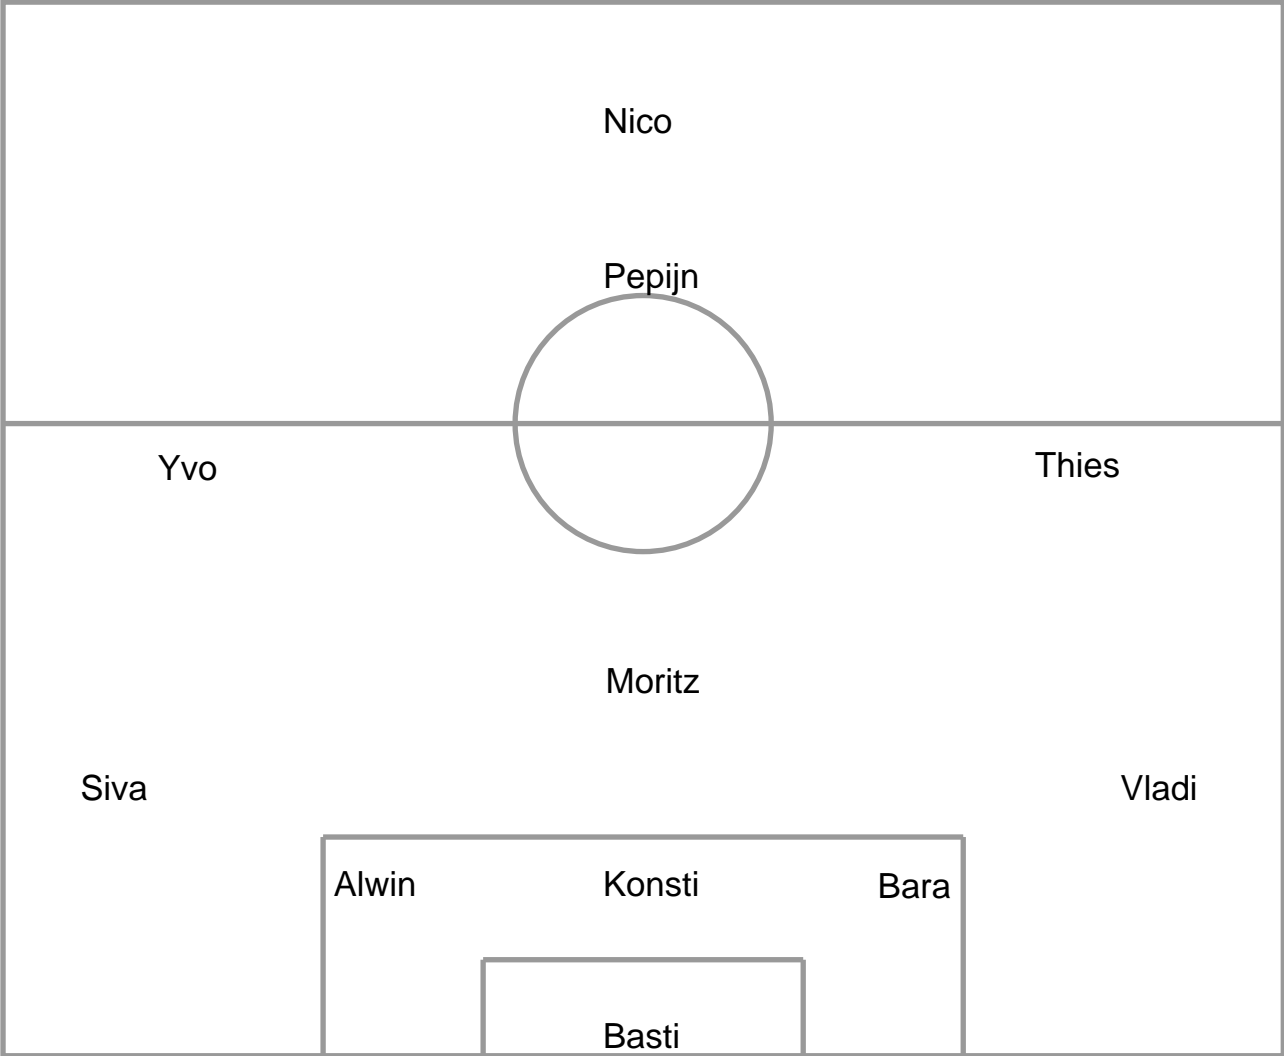 Nico
Pepijn
Yvo
Thies
Moritz
Siva
Vladi
Alwin
Konsti
Bara
Basti